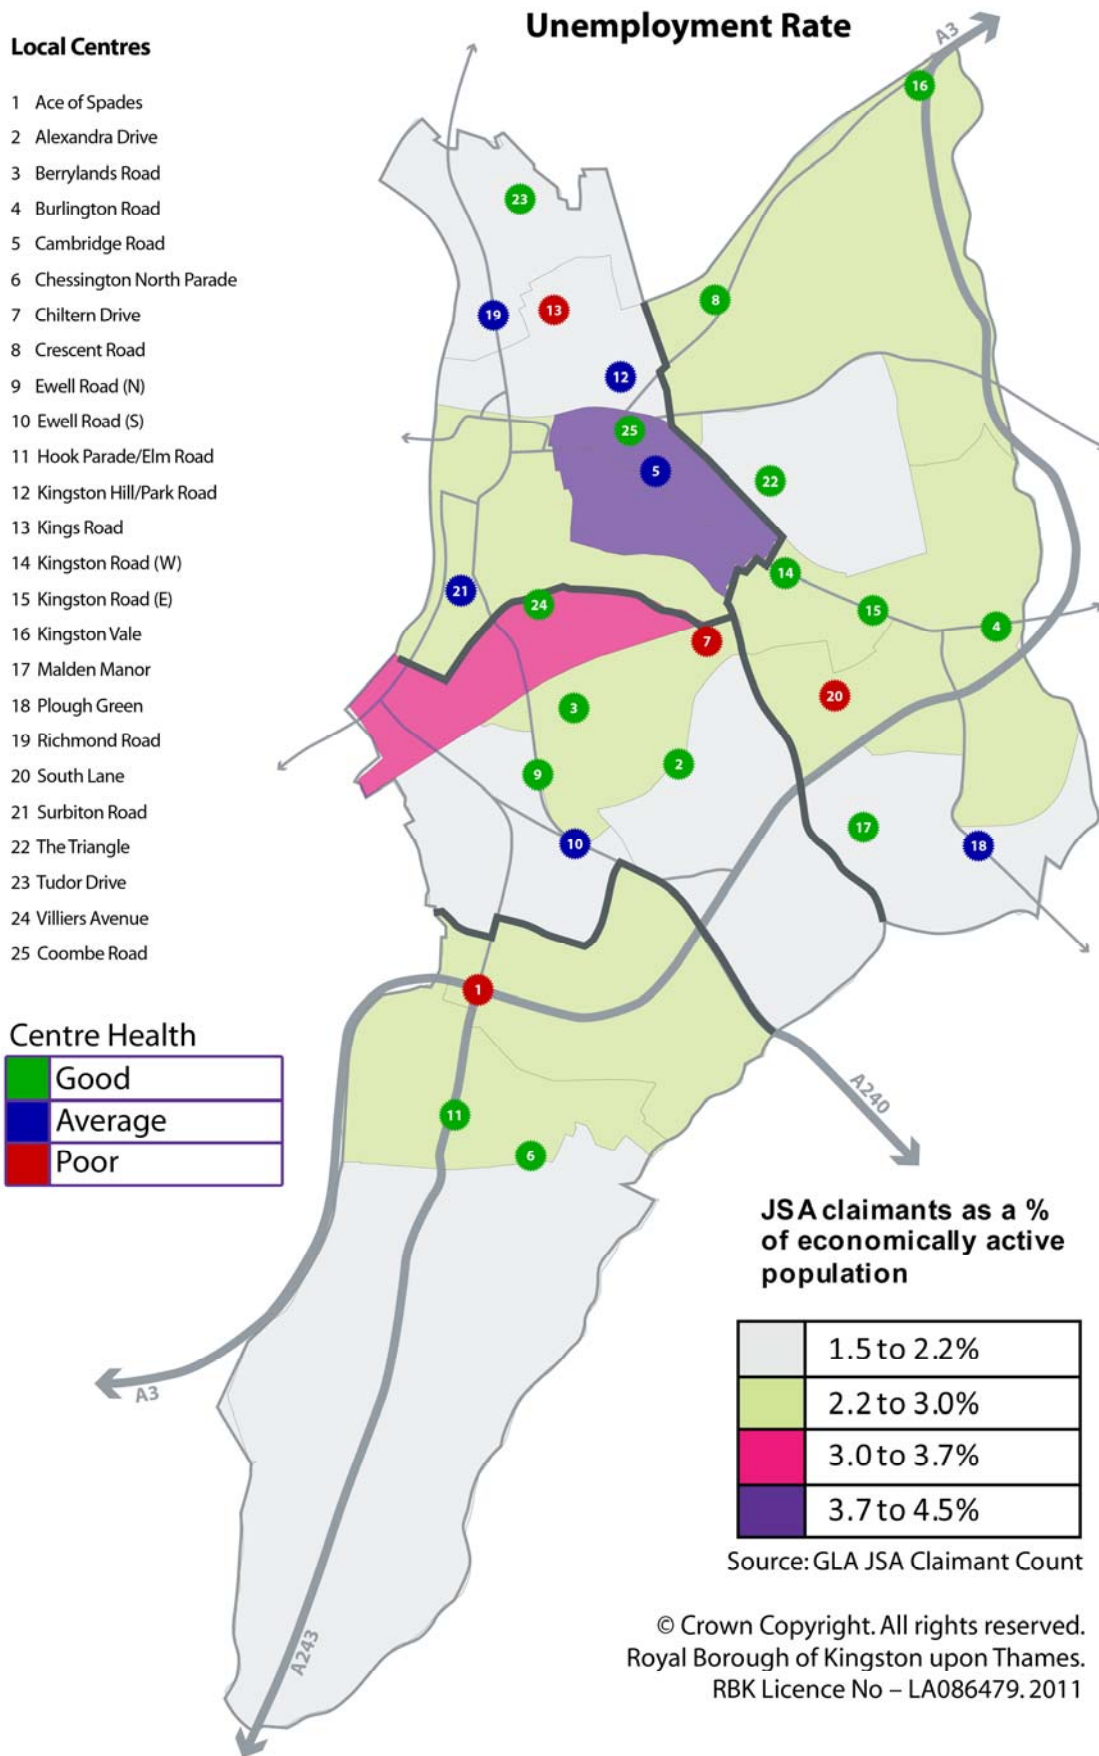 Unemployment Rate
Local Centres
1 Ace of Spades
2 Alexandra Drive
3 Berrylands Road
4 Burlington Road
5 Cambridge Road
6 Chessington North Parade
7 Chiltern Drive
8 Crescent Road
9 Ewell Road (N)
10 Ewell Road (S)
11 Hook Parade/Elm Road
12 Kingston Hill/Park Road
13 Kings Road
14 Kingston Road (W)
15 Kingston Road (E)
16 Kingston Vale
17 Malden Manor
18 Plough Green
19 Richmond Road
20 South Lane
21 Surbiton Road
22 The Triangle
23 Tudor Drive
24 Villiers Avenue
25 Coombe Road
Centre Health
Good
Average
Poor
A3
16
23
8
19
13
12
25
5
22
14
21
24
15
4
7
20
3
2
9
17
10
18
1
11
6
A240
A3
A243
JSA claimants as a %
of economically active
population
1.5 to 2.2%
2.2 to 3.0%
3.0 to 3.7%
3.7 to 4.5%
Source: GLA JSA Claimant Count
© Crown Copyright. All rights reserved.
Royal Borough of Kingston upon Thames.
RBK Licence No – LA086479. 2011